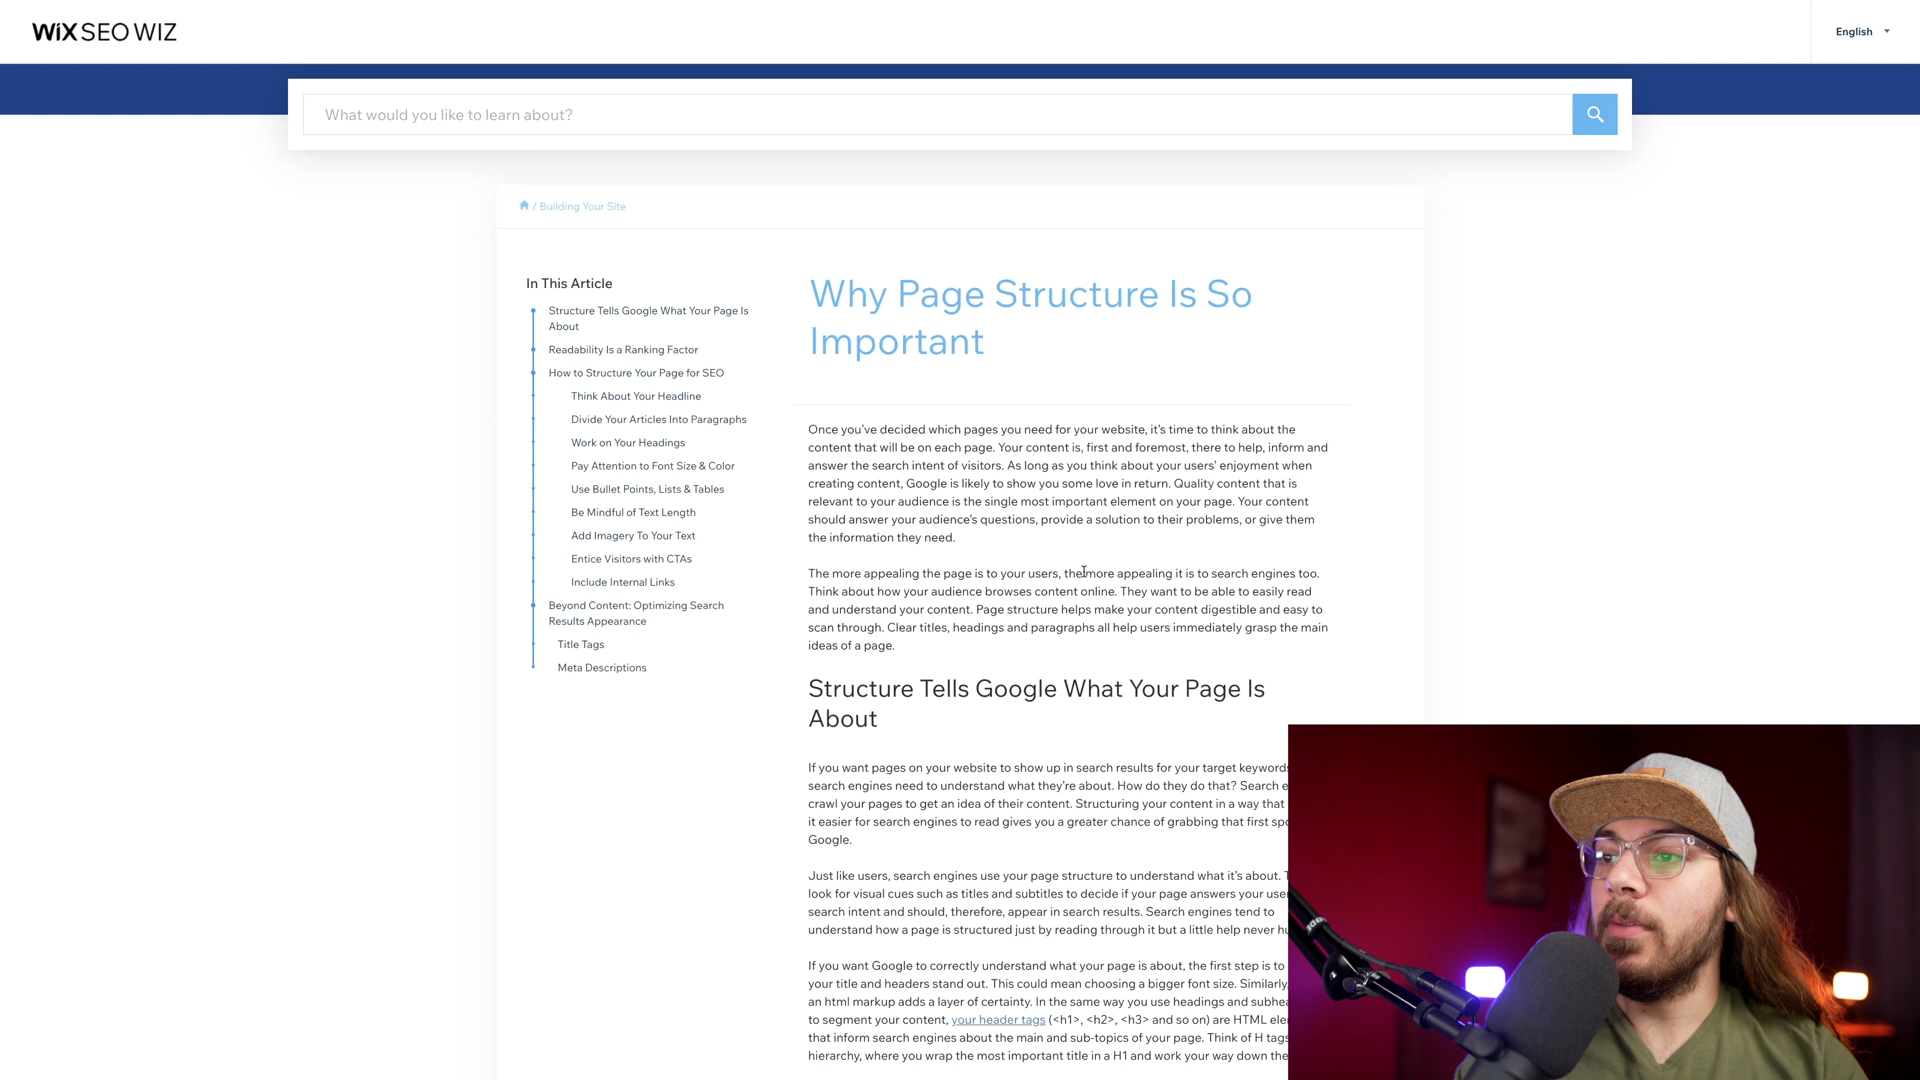 WiX SEO WIZ
English
What would you like to learn about?
/ Building Your Site
In This Article
Structure Tells Google What Your Page Is
About
Readability Is a Ranking Factor
How to Structure Your Page for SEO
Think About Your Headline
Divide Your Articles Into Paragraphs
Work on Your Headings
Pay Attention to Font Size & Color
Use Bullet Points, Lists & Tables
Be Mindful of Text Length
Add Imagery To Your Text
Entice Visitors with CTAs
Include Internal Links
Beyond Content: Optimizing Search
Results Appearance
Title Tags
Meta Descriptions
Why Page Structure Is So
Important
Once you’ve decided which pages you need for your website, it’s time to think about the
content that will be on each page. Your content is, first and foremost, there to help, inform and
answer the search intent of visitors. As long as you think about your users’ enjoyment when
creating content, Google is likely to show you some love in return. Quality content that is
relevant to your audience is the single most important element on your page. Your content
should answer your audience’s questions, provide a solution to their problems, or give them
the information they need.
The more appealing the page is to your users, the more appealing it is to search engines too.
Think about how your audience browses content online. They want to be able to easily read
and understand your content. Page structure helps make your content digestible and easy to
scan through. Clear titles, headings and paragraphs all help users immediately grasp the main
ideas of a page.
Structure Tells Google What Your Page Is
About
If you want pages on your website to show up in search results for your target keywords
search engines need to understand what they’re about. How do they do that? Search e
crawl your pages to get an idea of their content. Structuring your content in a way that
it easier for search engines to read gives you a greater chance of grabbing that first spo
Google.
Just like users, search engines use your page structure to understand what it’s about. T
look for visual cues such as titles and subtitles to decide if your page answers your use
search intent and should, therefore, appear in search results. Search engines tend to
understand how a page is structured just by reading through it but a little help never hu
If you want Google to correctly understand what your page is about, the first step is to
your title and headers stand out. This could mean choosing a bigger font size. Similarly,
an html markup adds a layer of certainty. In the same way you use headings and subhea
to segment your content, your header tags (<h1>, <h2>, <h3> and so on) are HTML ele
that inform search engines about the main and sub-topics of your page. Think of H tags
hierarchy, where you wrap the most important title in a H1 and work your way down the